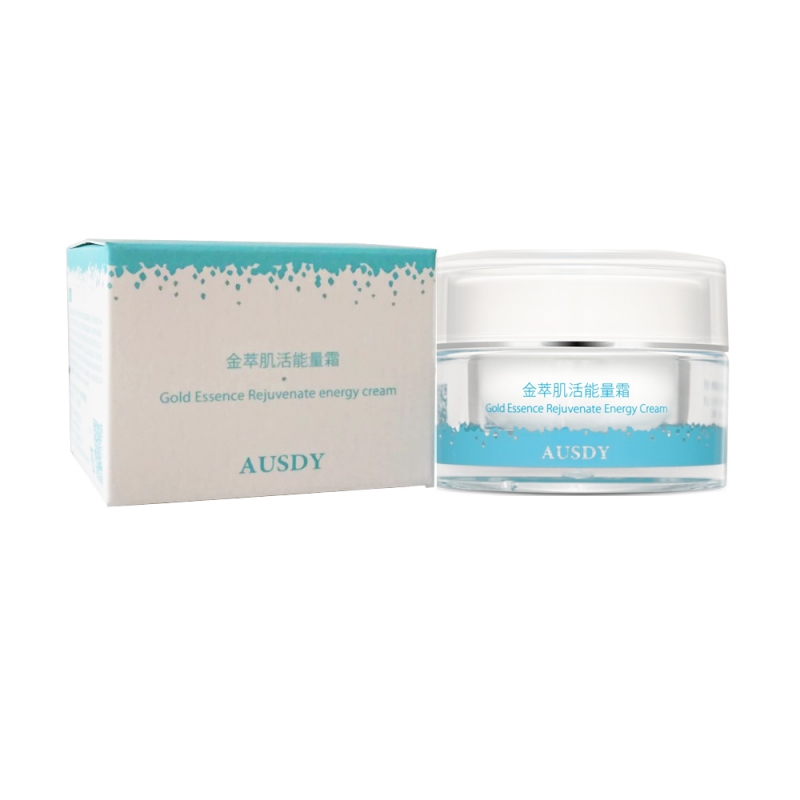 金萃肌活能量霜
Gold Essence Rejuvenate energy cream
AUSDY
金萃肌活能量霜
Gold Essence Rejuvenate Energy Cream
AUSDY